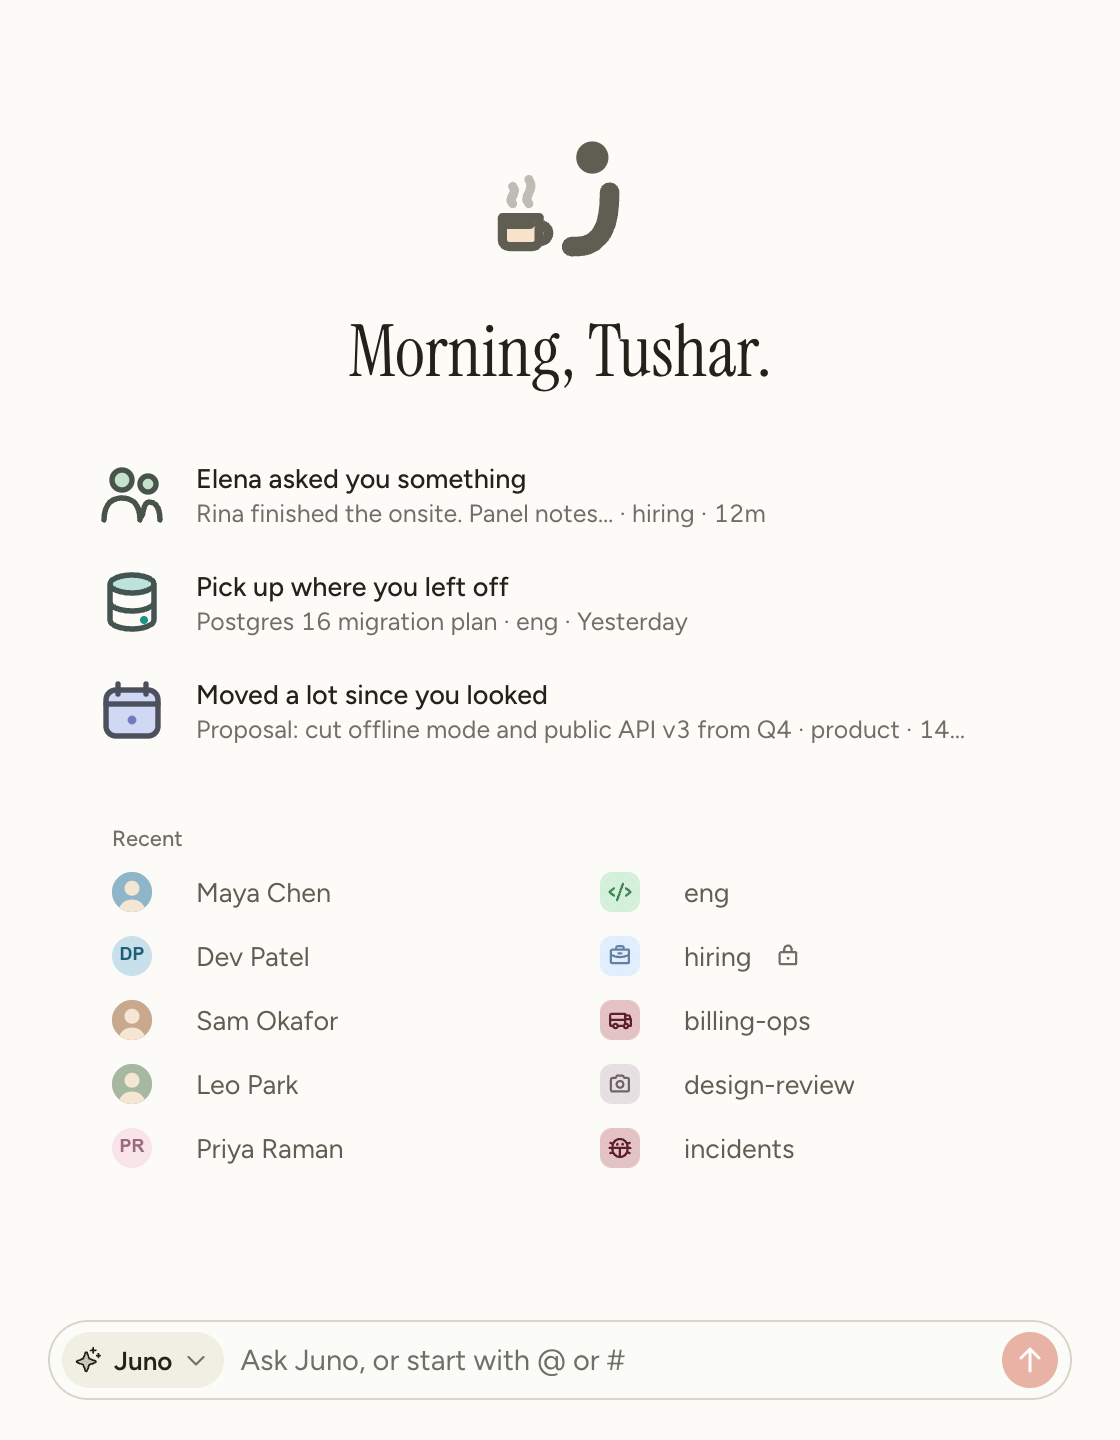 Morning, Tushar.
Elena asked you something
Rina finished the onsite. Panel notes... · hiring · 12m
Pick up where you left off
Postgres 16 migration plan · eng · Yesterday
Moved a lot since you looked
Proposal: cut offline mode and public API v3 from Q4 · product · 14...
Recent
Maya Chen
DP Dev Patel
Sam Okafor
Leo Park
PR Priya Raman
eng
hiring
billing-ops
design-review
incidents
Juno Ask Juno, or start with @ or #